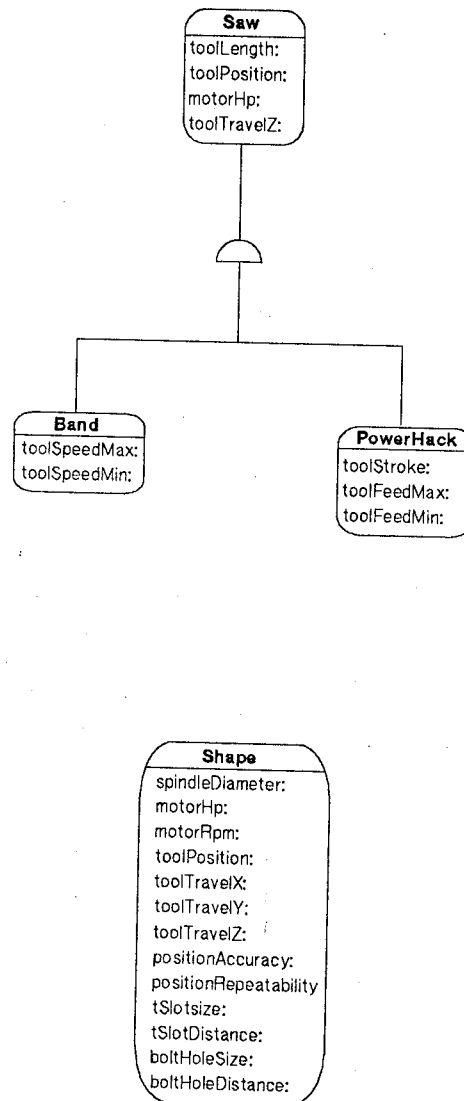 Saw
toolLength:
toolPosition:
motorHp:
toolTravelZ:
Band
toolSpeedMax:
toolSpeedMin:
PowerHack
toolStroke:
toolFeedMax:
toolFeedMin:
Shape
spindleDiameter:
motorHp:
motorRpm:
toolPosition:
toolTravelX:
toolTravelY:
toolTravelZ:
positionAccuracy:
positionRepeatability
tSlotsize:
tSlotDistance:
boltHoleSize:
boltHoleDistance: